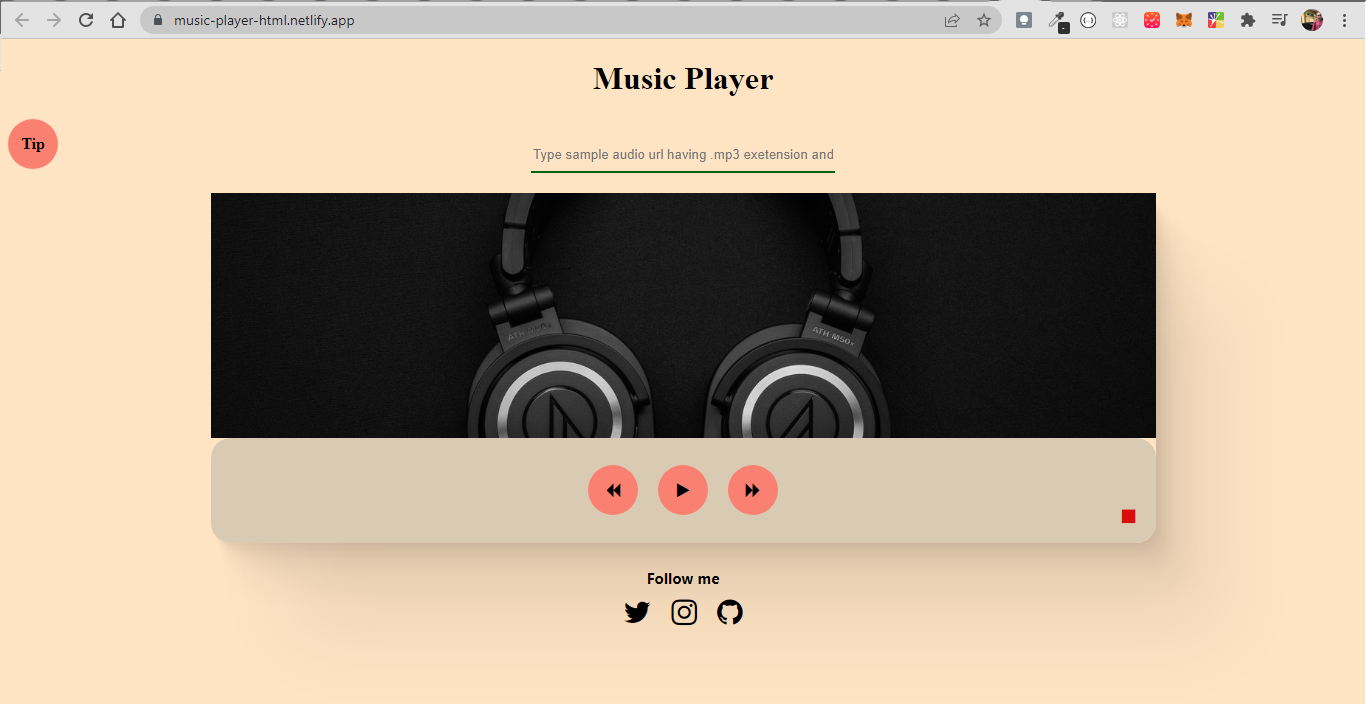 music-player-html.netlify.app
Music Player
Tip
Type sample audio url having .mp3 exetension and
ATH-M50x
ATH-M50x
Follow me